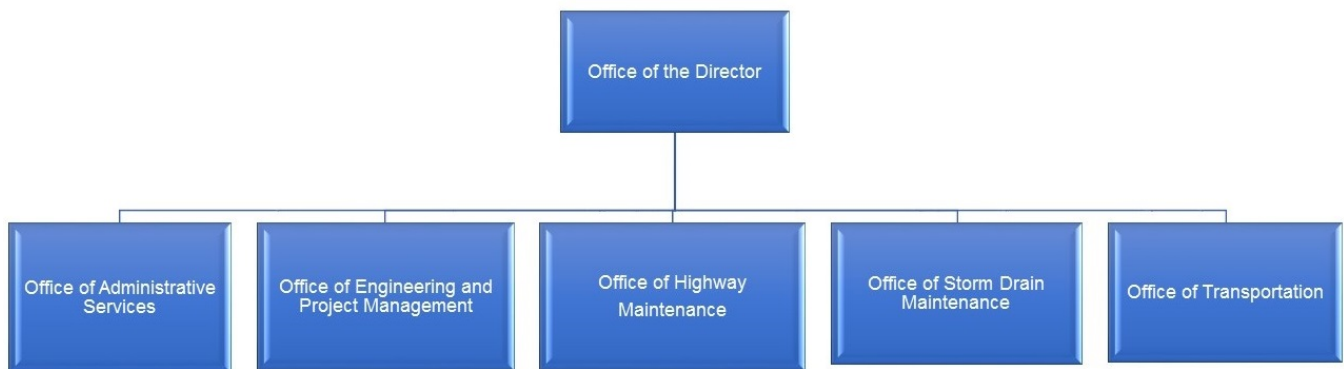 Office of the Director
Office of Administrative
Services
Office of Engineering and
Project Management
Office of Highway
Maintenance
Office of Storm Drain
Maintenance
Office of Transportation